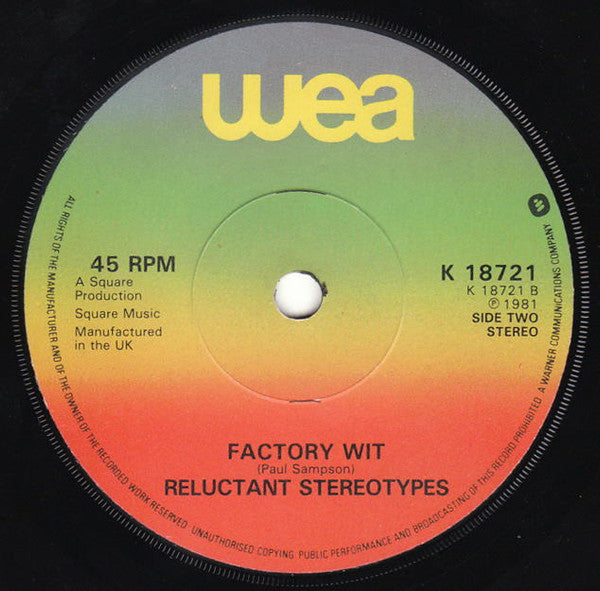 wea
45 RPM
A Square
Production
Square Music
Manufactured
in the UK
K 18721
K 18721 B
℗ 1981
SIDE TWO
STEREO
FACTORY WIT
(Paul Sampson)
RELUCTANT STEREOTYPES
ALL RIGHTS OF THE MANUFACTURER AND OF THE OWNER OF THE RECORDED WORK RESERVED UNAUTHORISED COPYING PUBLIC PERFORMANCE AND BROADCASTING OF THIS RECORD PROHIBITED A WARNER COMMUNICATIONS COMPANY